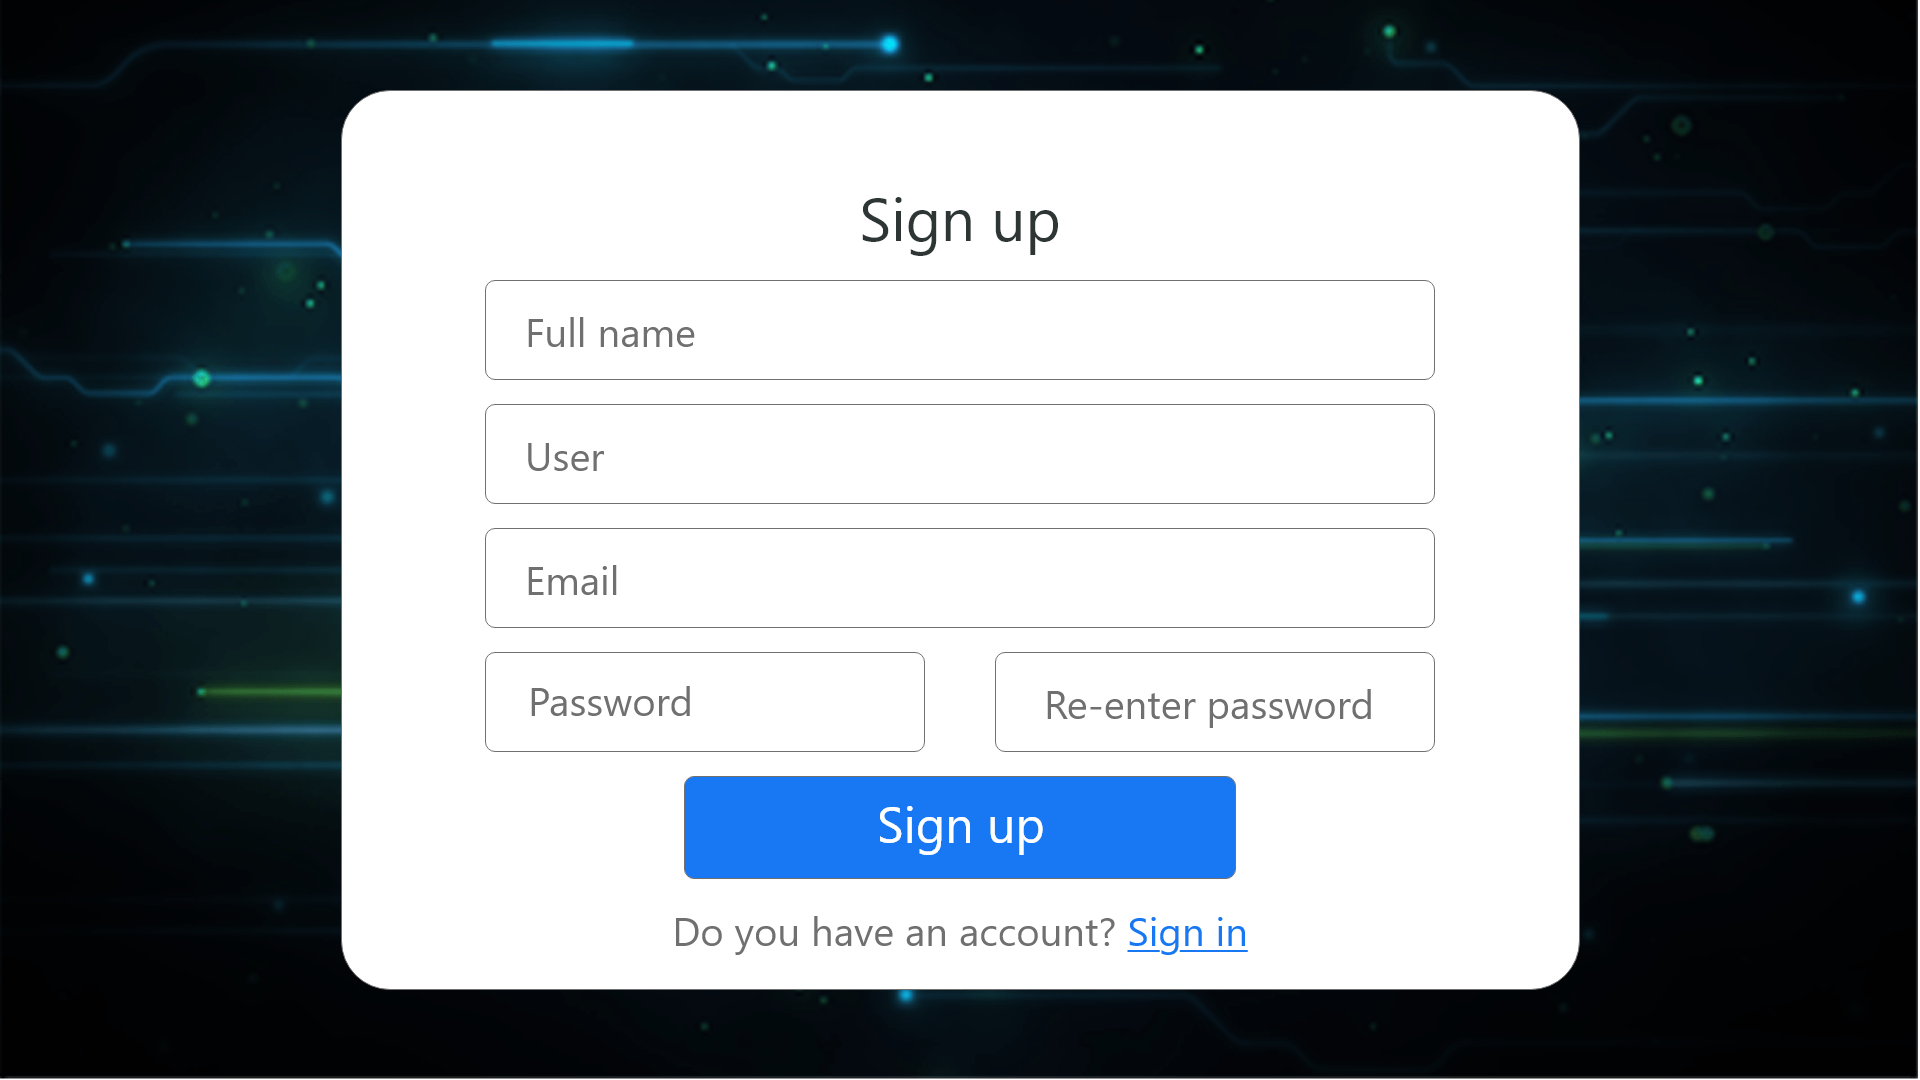 Sign up
Full name
User
Email
Password
Re-enter password
Sign up
Do you have an account? Sign in